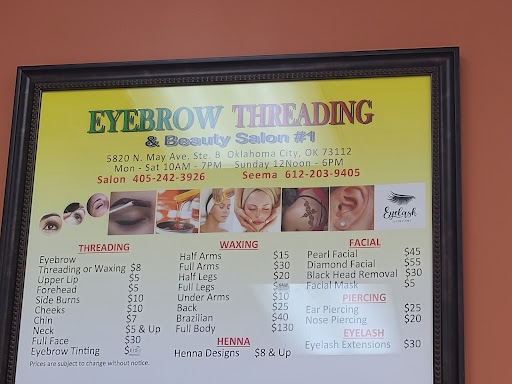 EYEBROW THREADING
& Beauty Salon #1
5820 N. May Ave. Ste. B Oklahoma City, OK 73112
Mon - Sat 10AM - 7PM Sunday 12Noon - 6PM
Salon 405-242-3926 Seema 612-203-9405
Eyelash
THREADING
Eyebrow
Threading or Waxing $8
Upper Lip $5
Forehead $5
Side Burns $10
Cheeks $10
Chin $7
Neck $5 & Up
Full Face $30
Eyebrow Tinting
Prices are subject to change without notice.
WAXING
Half Arms $15
Full Arms $30
Half Legs $20
Full Legs
Under Arms $10
Back $25
Brazilian $40
Full Body $130
HENNA
Henna Designs $8 & Up
FACIAL
Pearl Facial $45
Diamond Facial $55
Black Head Removal $30
Facial Mask $5
PIERCING
Ear Piercing $25
Nose Piercing $20
EYELASH
Eyelash Extensions $30